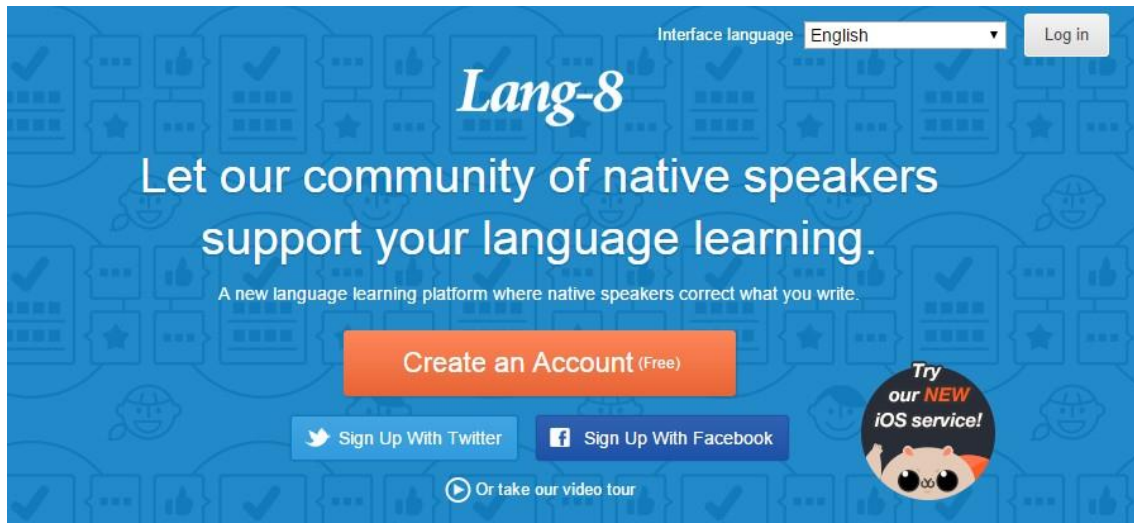 Interface language English Log in
Lang-8
Let our community of native speakers
support your language learning.
A new language learning platform where native speakers correct what you write.
Create an Account (Free)
Try
our NEW
iOS service!
Sign Up With Twitter Sign Up With Facebook
Or take our video tour